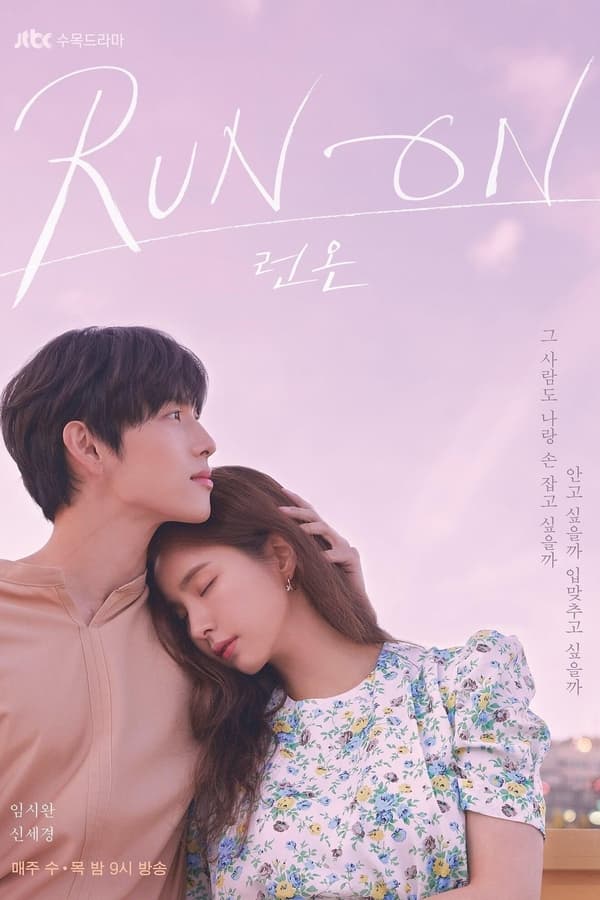 JTBC 수목드라마
RUN ON
런온
그 사람도 나랑 손 잡고 싶을까
안고 싶을까 입맞추고 싶을까
임시완
신세경
매주 수·목 밤 9시 방송